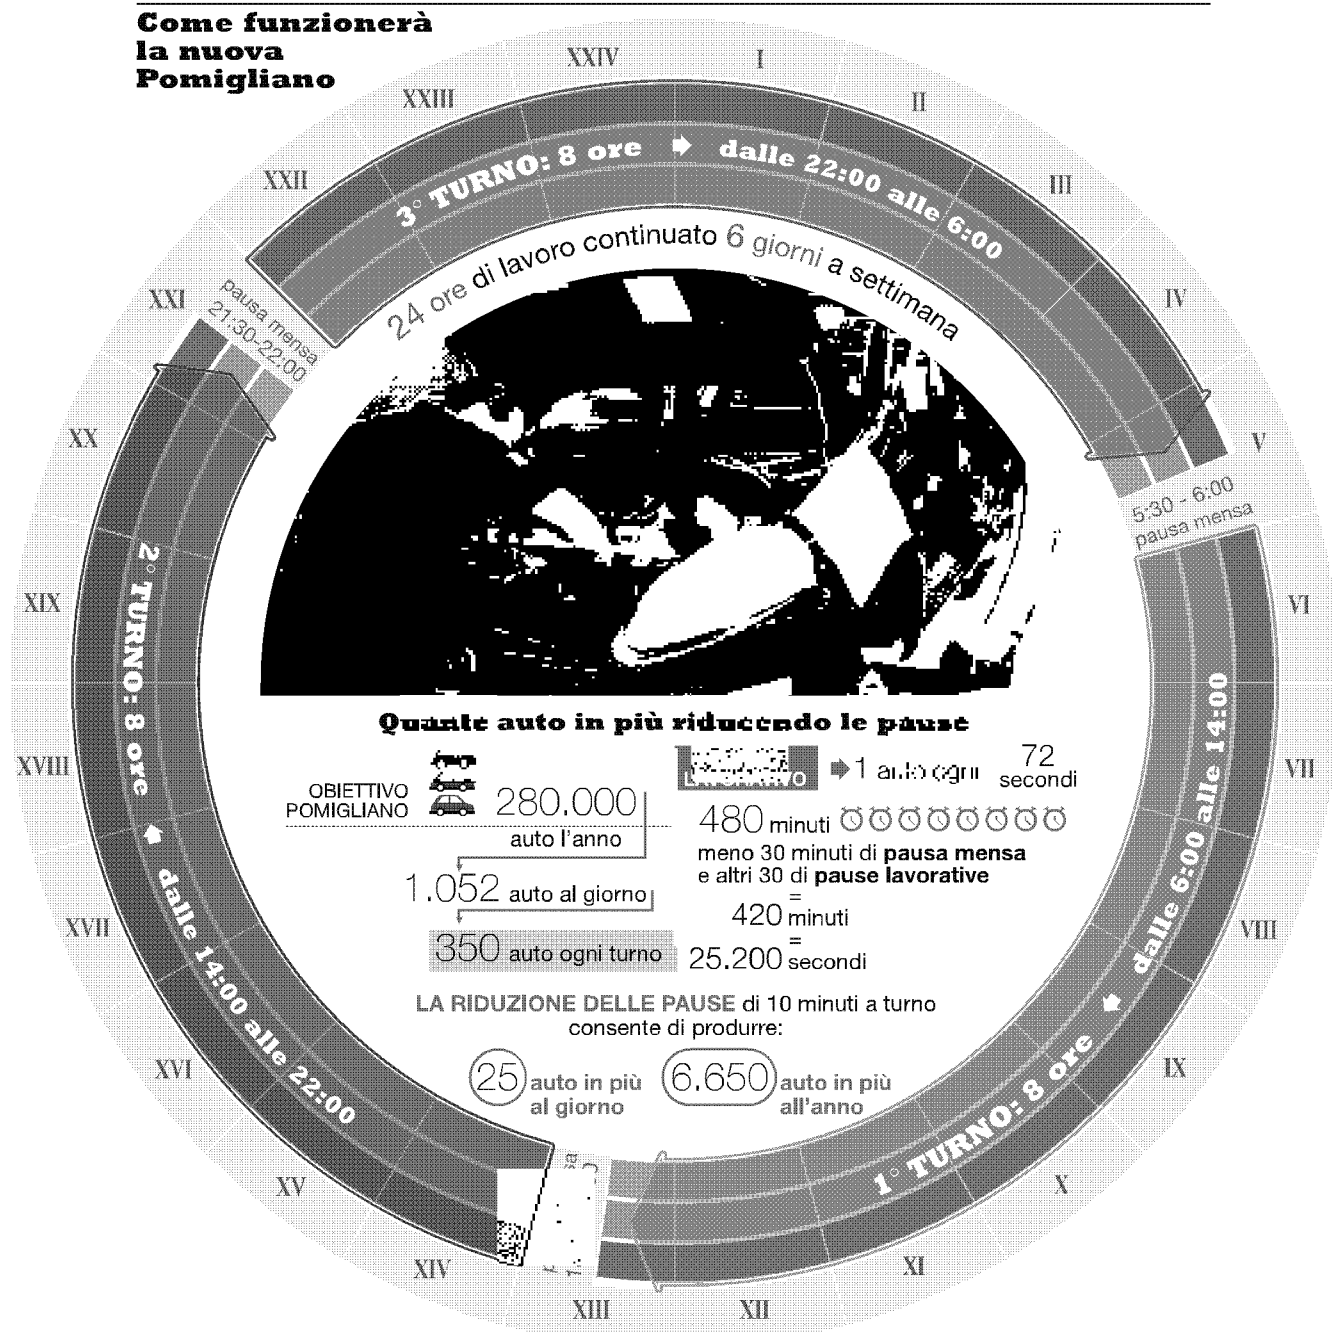 Come funzionerà
la nuova
Pomigliano
XXIV
I
II
III
IV
V
VI
VII
VIII
IX
X
XI
XII
XIII
XIV
XV
XVI
XVII
XVIII
XIX
XX
XXI
XXII
XXIII
3° TURNO: 8 ore dalle 22:00 alle 6:00
24 ore di lavoro continuato 6 giorni a settimana
pausa mensa
21:30-22:00
5:30 - 6:00
pausa mensa
2° TURNO: 8 ore dalle 14:00 alle 22:00
1° TURNO: 8 ore dalle 6:00 alle 14:00
Quante auto in più riducendo le pause
OBIETTIVO
POMIGLIANO
280.000
auto l'anno
1.052 auto al giorno
350 auto ogni turno
1 auto ogni 72
secondi
480 minuti
meno 30 minuti di pausa mensa
e altri 30 di pause lavorative
=
420 minuti
=
25.200 secondi
LA RIDUZIONE DELLE PAUSE di 10 minuti a turno
consente di produrre:
25 auto in più
al giorno
6.650 auto in più
all'anno